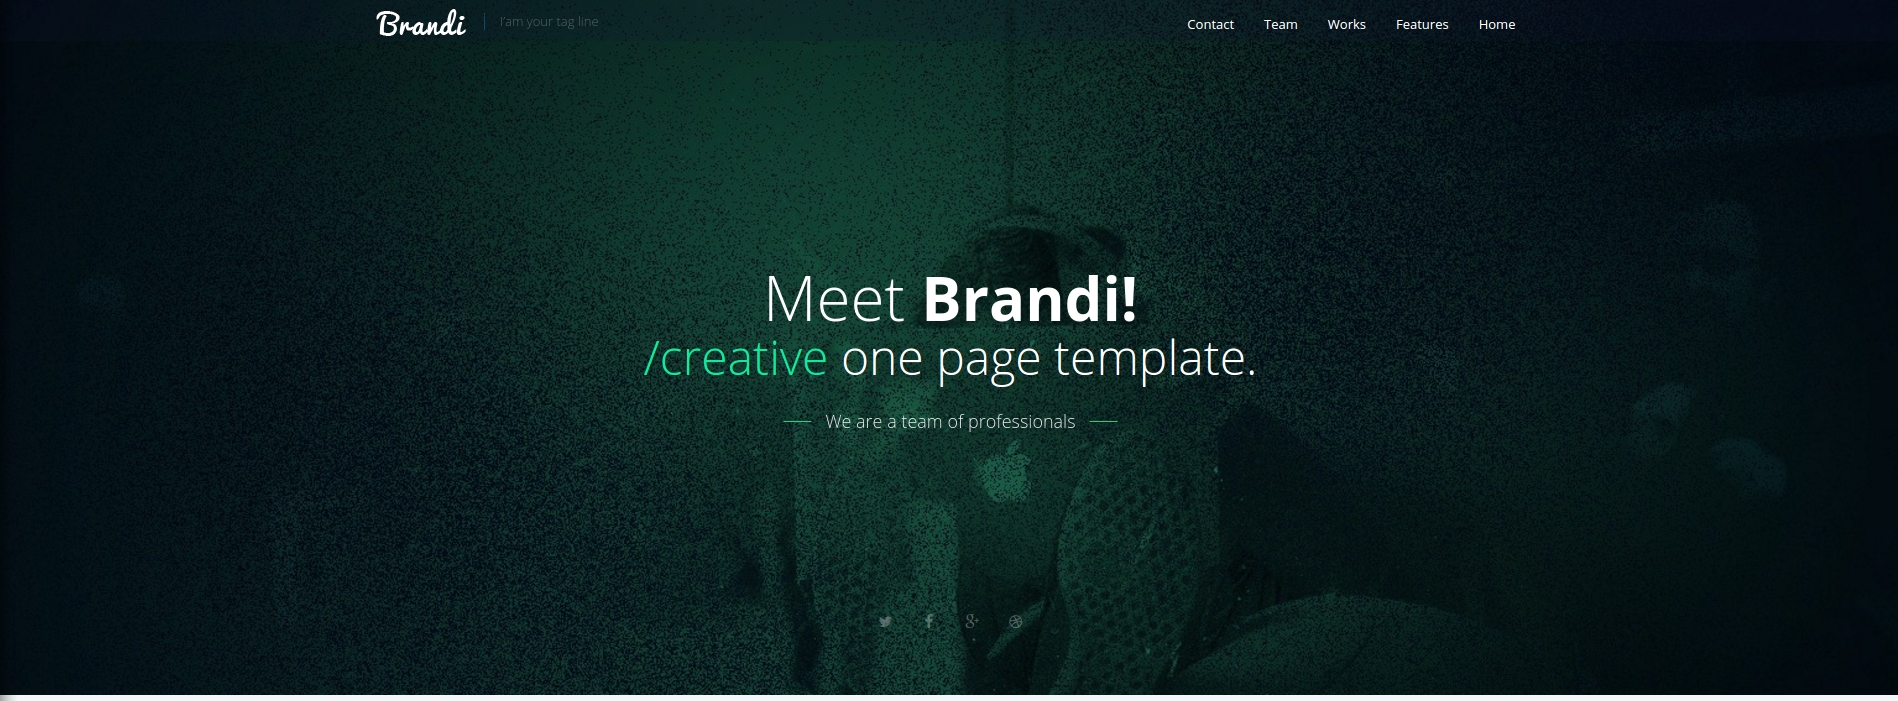 Brandi
I'am your tag line
Contact Team Works Features Home
Meet Brandi!
/creative one page template.
We are a team of professionals